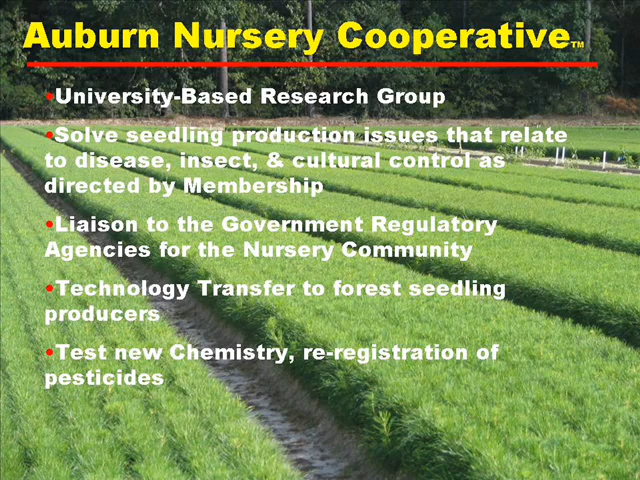 Auburn Nursery Cooperative™
•University-Based Research Group
•Solve seedling production issues that relate
to disease, insect, & cultural control as
directed by Membership
•Liaison to the Government Regulatory
Agencies for the Nursery Community
•Technology Transfer to forest seedling
producers
•Test new Chemistry, re-registration of
pesticides